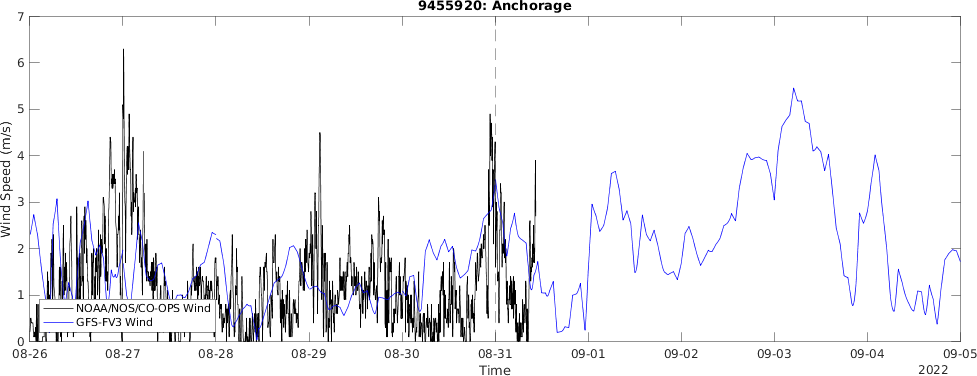 9455920: Anchorage
7
6
5
4
3
2
1
0
Wind Speed (m/s)
NOAA/NOS/CO-OPS Wind
GFS-FV3 Wind
08-26 08-27 08-28 08-29 08-30 08-31 09-01 09-02 09-03 09-04 09-05
Time
2022